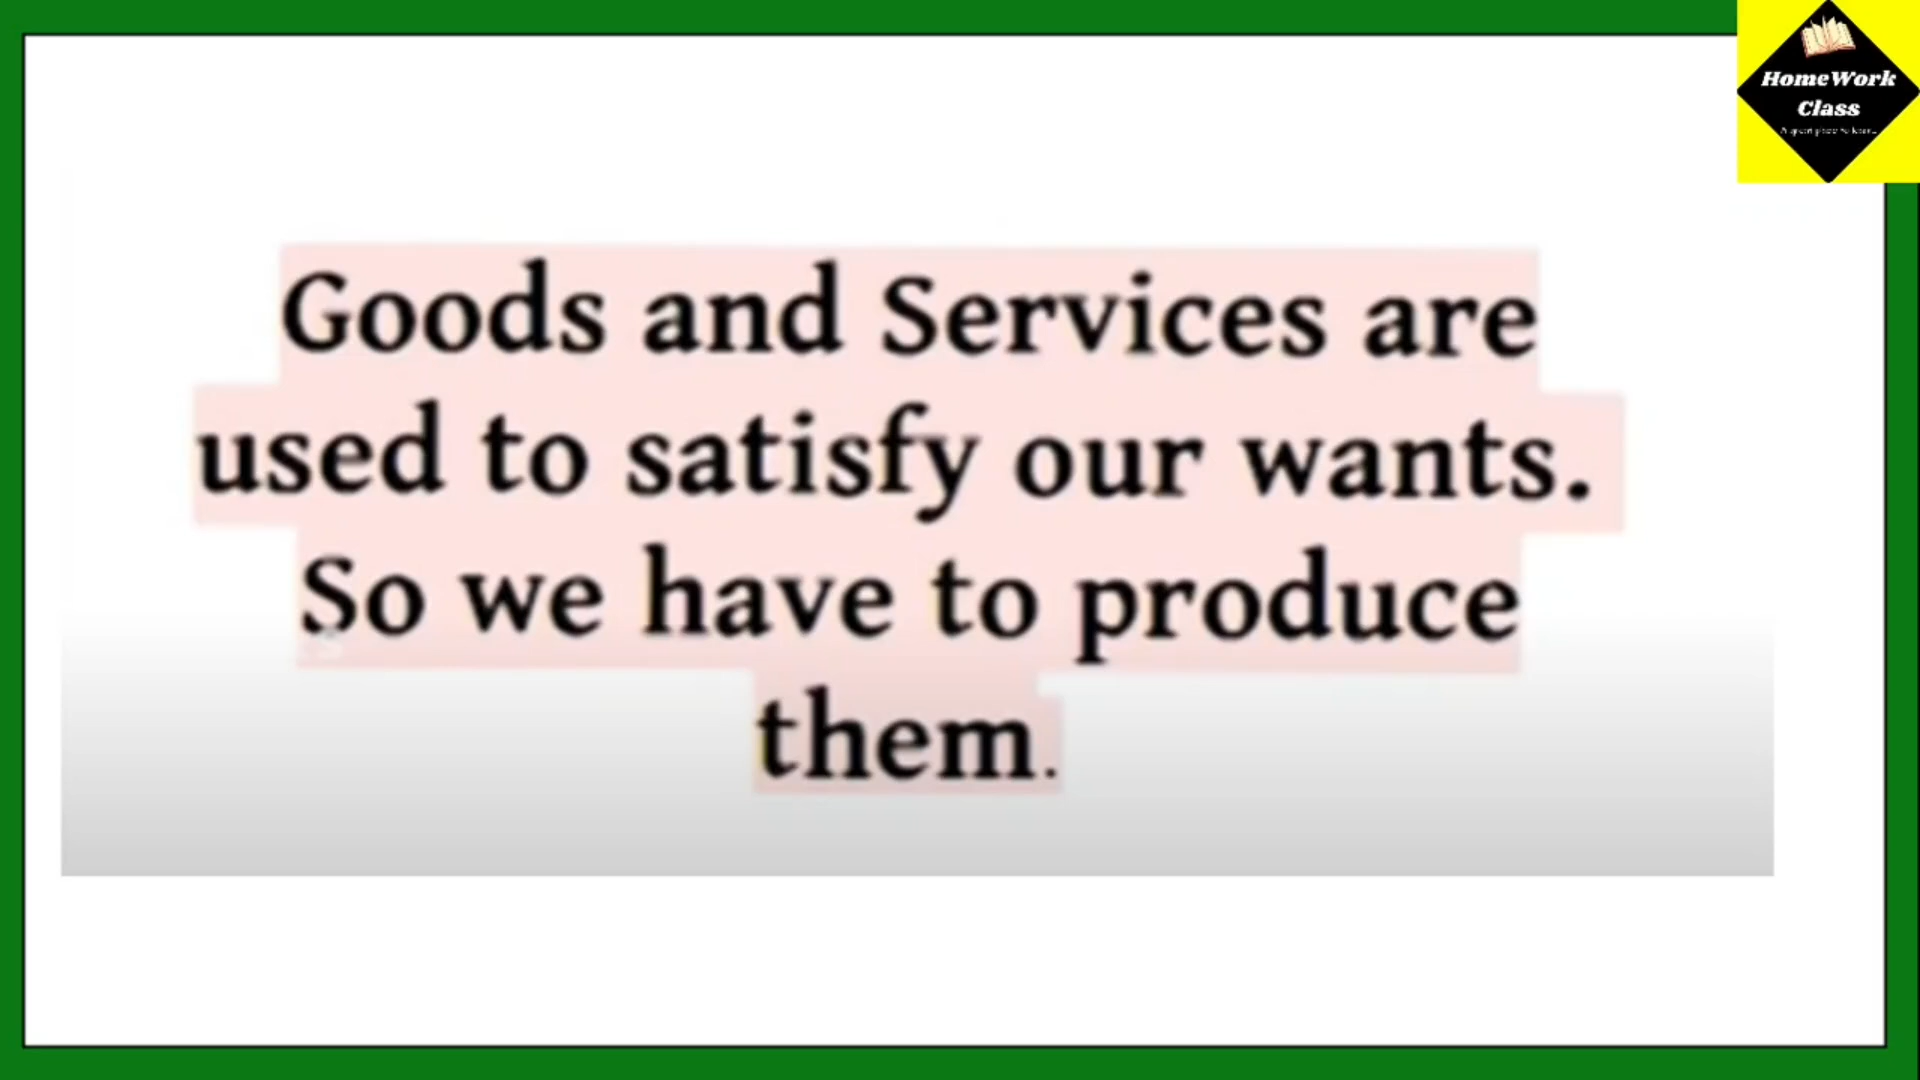 HomeWork
Class
Goods and Services are
used to satisfy our wants.
So we have to produce
them.